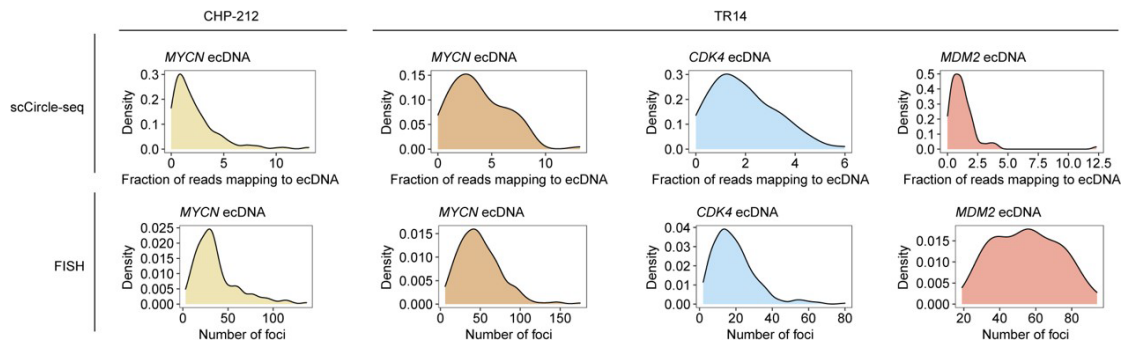 CHP-212
TR14
scCircle-seq
MYCN ecDNA
Density
0.3
0.2
0.1
0.0
0
5
10
Fraction of reads mapping to ecDNA
MYCN ecDNA
Density
0.15
0.10
0.05
0.00
0
5
10
Fraction of reads mapping to ecDNA
CDK4 ecDNA
Density
0.3
0.2
0.1
0.0
0
2
4
6
Fraction of reads mapping to ecDNA
MDM2 ecDNA
Density
0.5
0.4
0.3
0.2
0.1
0.0
0.0
2.5
5.0
7.5
10.0
12.5
Fraction of reads mapping to ecDNA
FISH
MYCN ecDNA
Density
0.025
0.020
0.015
0.010
0.005
0.000
0
50
100
Number of foci
MYCN ecDNA
Density
0.015
0.010
0.005
0.000
0
50
100
150
Number of foci
CDK4 ecDNA
Density
0.04
0.03
0.02
0.01
0.00
0
20
40
60
80
Number of foci
MDM2 ecDNA
Density
0.015
0.010
0.005
0.000
20
40
60
80
Number of foci